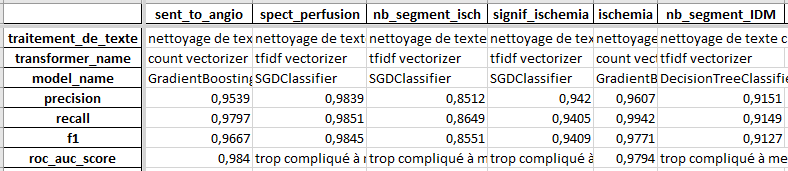 sent_to_angio spect_perfusion nb_segment_isch signif_ischemia ischemia nb_segment_IDM
traitement_de_texte nettoyage de tex nettoyage de texte nettoyage de texte nettoyage de texte nettoyage nettoyage de texte c
transformer_name count vectorizer tfidf vectorizer tfidf vectorizer tfidf vectorizer count vect tfidf vectorizer
model_name GradientBoosting SGDClassifier SGDClassifier SGDClassifier GradientB DecisionTreeClassifie
precision 0,9539 0,9839 0,8512 0,942 0,9607 0,9151
recall 0,9797 0,9851 0,8649 0,9405 0,9942 0,9149
f1 0,9667 0,9845 0,8551 0,9409 0,9771 0,9127
roc_auc_score 0,984 trop compliqué à trop compliqué à m trop compliqué à 0,9794 trop compliqué à me